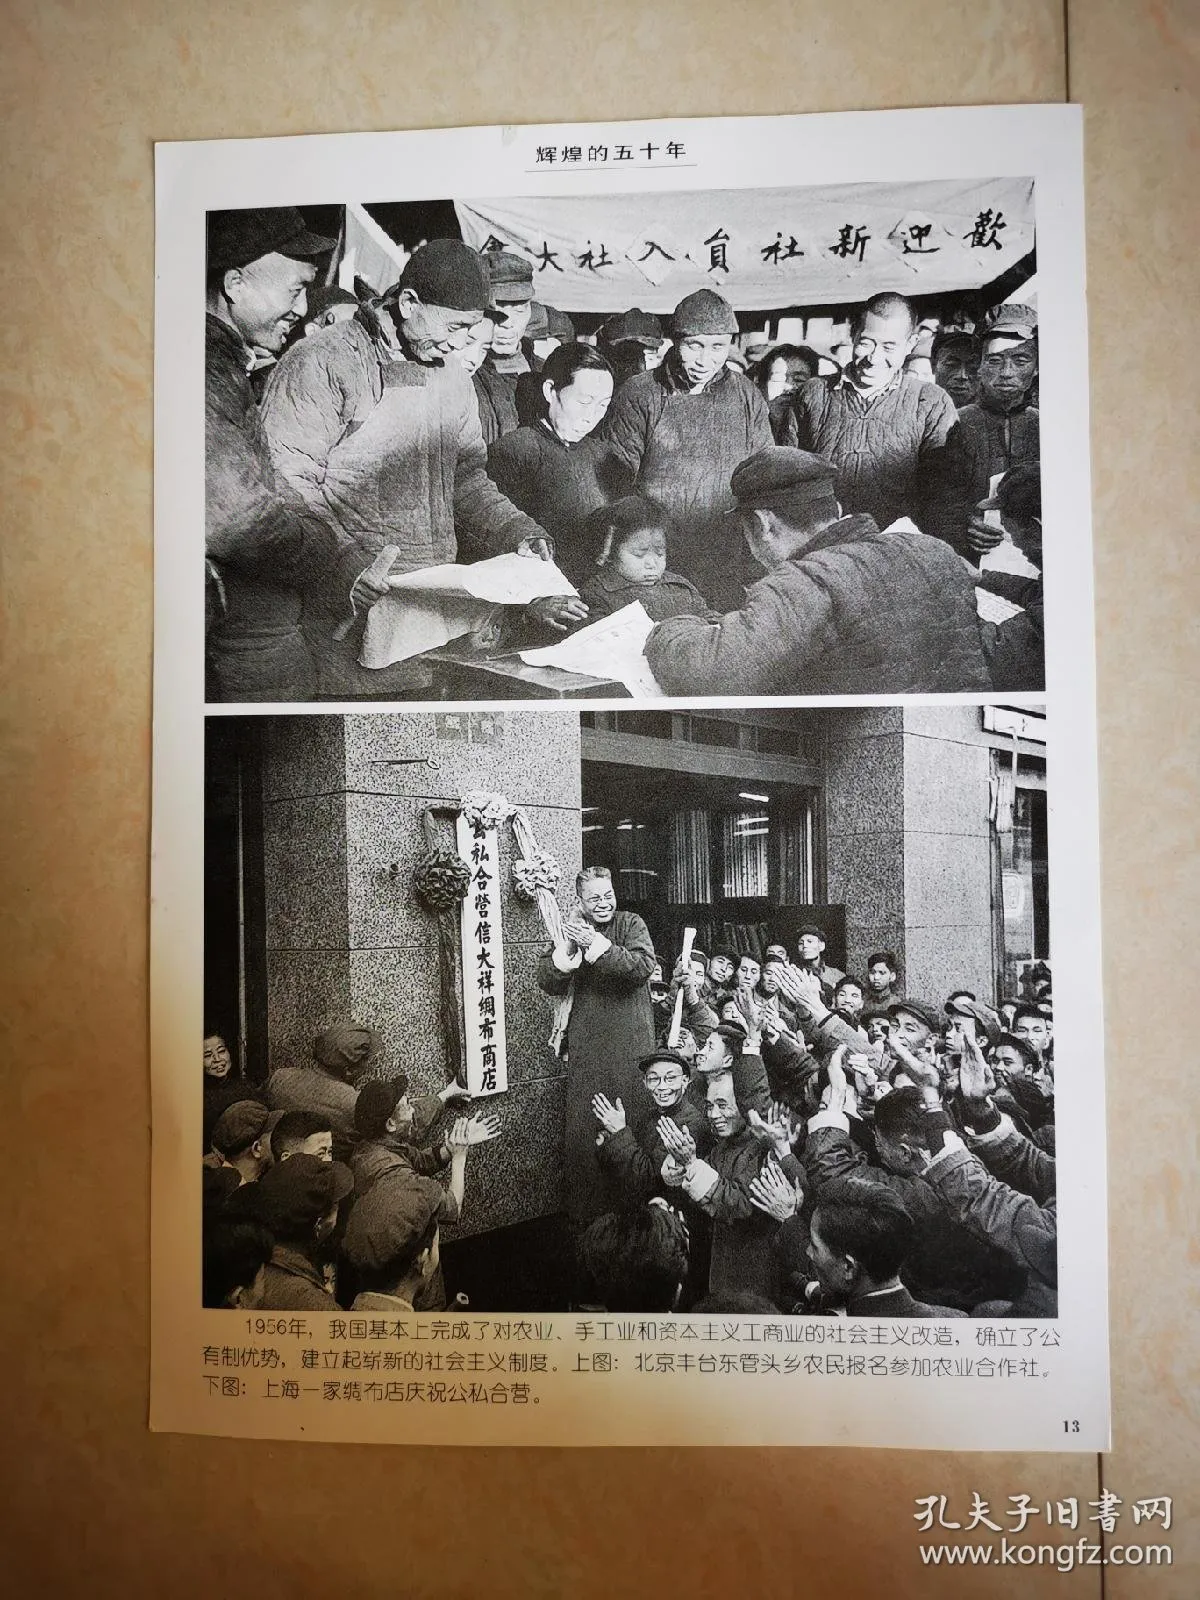 辉煌的五十年
歡迎新社員入社大會
公私合營信大祥綢布商店
1956年，我国基本上完成了对农业、手工业和资本主义工商业的社会主义改造，确立了公
有制优势，建立起崭新的社会主义制度。上图：北京丰台东管头乡农民报名参加农业合作社。
下图：上海一家绸布店庆祝公私合营。
13
孔夫子旧書网
www.kongfz.com